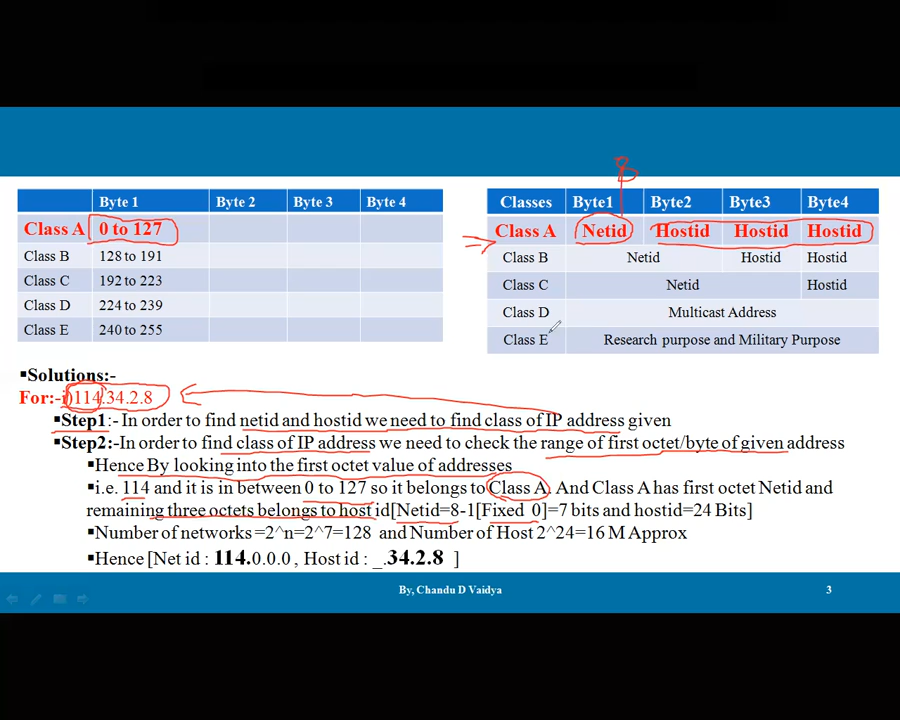 Byte 1 Byte 2 Byte 3 Byte 4
Class A 0 to 127
Class B 128 to 191
Class C 192 to 223
Class D 224 to 239
Class E 240 to 255
8
Classes Byte1 Byte2 Byte3 Byte4
Class A Netid Hostid Hostid Hostid
Class B Netid Hostid Hostid
Class C Netid Hostid
Class D Multicast Address
Class E Research purpose and Military Purpose
▪Solutions:-
For:-i)114.34.2.8
▪Step1:- In order to find netid and hostid we need to find class of IP address given
▪Step2:-In order to find class of IP address we need to check the range of first octet/byte of given address
▪Hence By looking into the first octet value of addresses
▪i.e. 114 and it is in between 0 to 127 so it belongs to Class A. And Class A has first octet Netid and
remaining three octets belongs to host id[Netid=8-1[Fixed 0]=7 bits and hostid=24 Bits]
▪Number of networks =2^n=2^7=128 and Number of Host 2^24=16 M Approx
▪Hence [Net id : 114.0.0.0 , Host id : _.34.2.8 ]
By, Chandu D Vaidya
3